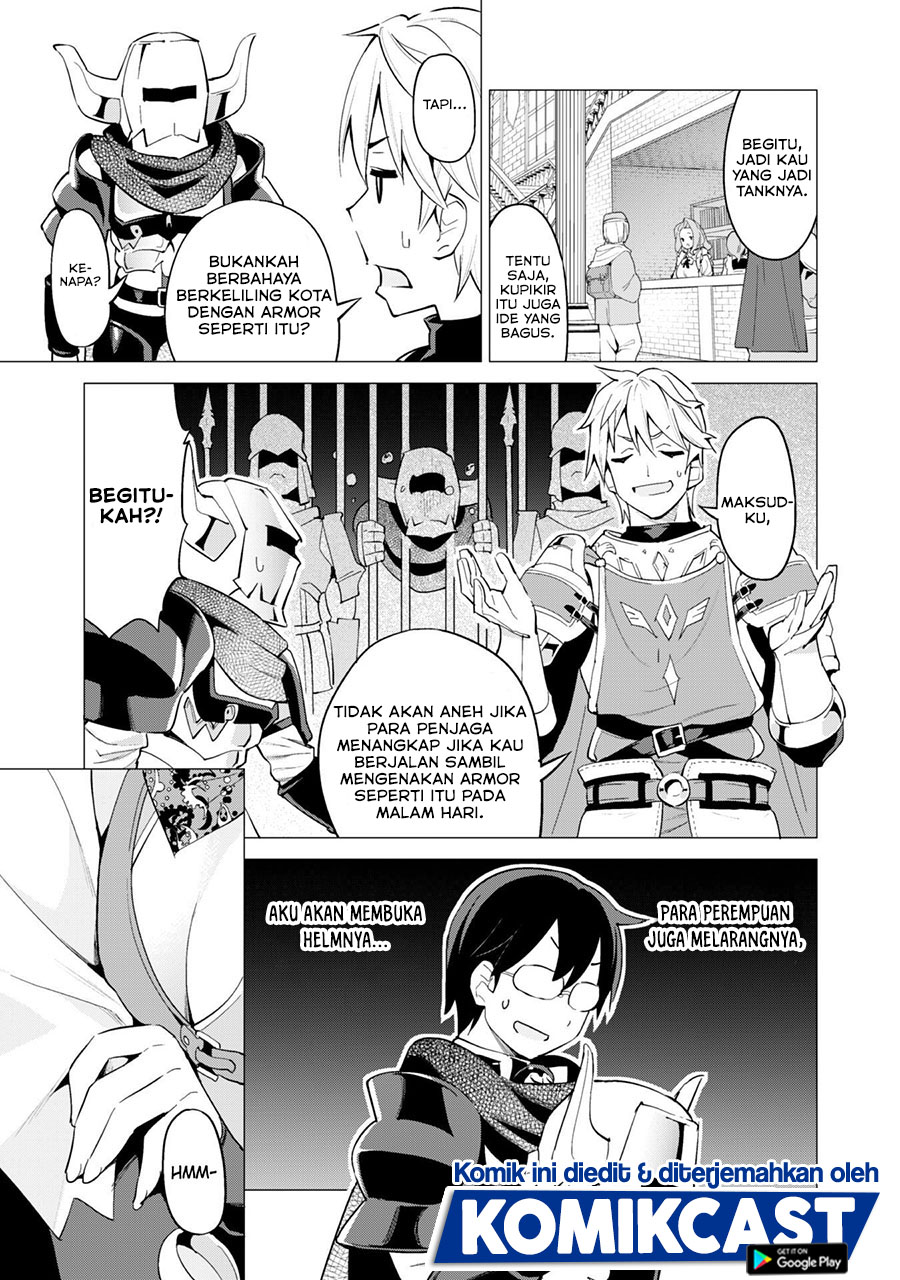 BEGITU,
JADI KAU
YANG JADI
TANKNYA.
TENTU
SAJA,
KUPIKIR
ITU JUGA
IDE YANG
BAGUS.
TAPI...
BUKANKAH
BERBAHAYA
BERKELILING KOTA
DENGAN ARMOR
SEPERTI ITU?
KE-
NAPA?
MAKSUD-
KU,
TIDAK AKAN ANEH JIKA
PARA PENJAGA
MENANGKAP JIKA KAU
BERJALAN SAMBIL
MENGENAKAN ARMOR
SEPERTI ITU PADA
MALAM HARI.
BEGITU-
KAH?!
PARA PEREMPUAN
JUGA MELARANGNYA,
AKU AKAN MEMBUKA
HELMNYA...
HMM-
Komik ini diedit & diterjemahkan oleh
KOMIKCAST
GET IT ON
Google Play